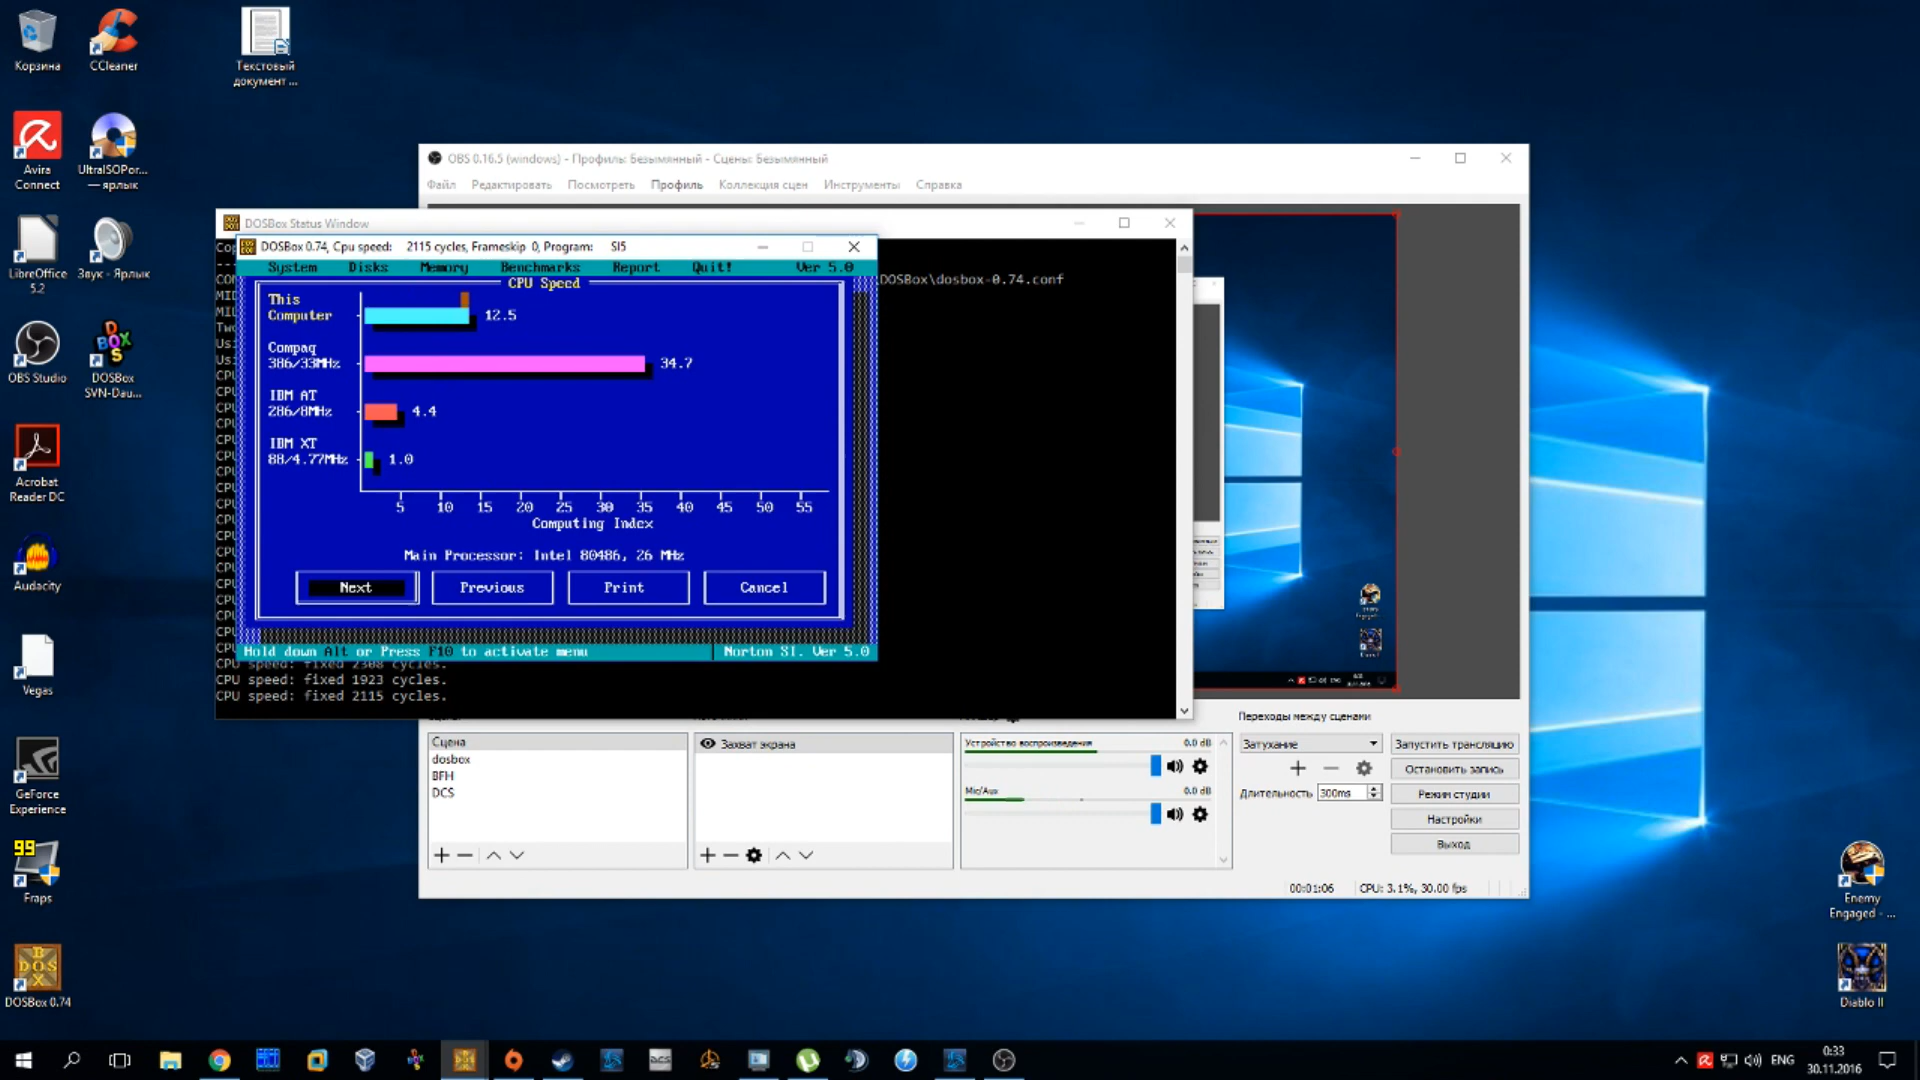 Корзина
CCleaner
Текстовый
документ ...
Avira
Connect
UltraISOPor...
— ярлык
LibreOffice
5.2
Звук - Ярлык
OBS Studio
DOSBox
SVN-Dau...
Acrobat
Reader DC
Audacity
Vegas
GeForce
Experience
99
Fraps
DOSBox 0.74
Enemy
Engaged - ...
Diablo II
OBS 0.16.5 (windows) - Профиль: Безымянный - Сцены: Безымянный
Файл Редактировать Посмотреть Профиль Коллекция сцен Инструменты Справка
DOSBox Status Window
DOSBox\dosbox-0.74.conf
DOSBox 0.74, Cpu speed: 2115 cycles, Frameskip 0, Program: SI5
System Disks Memory Benchmarks Report Quit! Ver 5.0
CPU Speed
This
Computer 12.5
Compaq
386/33MHz 34.7
IBM AT
286/8MHz 4.4
IBM XT
88/4.77MHz 1.0
5 10 15 20 25 30 35 40 45 50 55
Computing Index
Main Processor: Intel 80486, 26 MHz
Next Previous Print Cancel
Hold down Alt or Press F10 to activate menu Norton SI. Ver 5.0
CPU speed: fixed 2308 cycles.
CPU speed: fixed 1923 cycles.
CPU speed: fixed 2115 cycles.
Переходы между сценами
Сцена
dosbox
BFH
DCS
Захват экрана
Устройство воспроизведения 0.0 dB
Mic/Aux 0.0 dB
Затухание
Длительность 300ms
Запустить трансляцию
Остановить запись
Режим студии
Настройки
Выход
00:01:06 CPU: 3.1%, 30.00 fps
ENG
0:33
30.11.2016